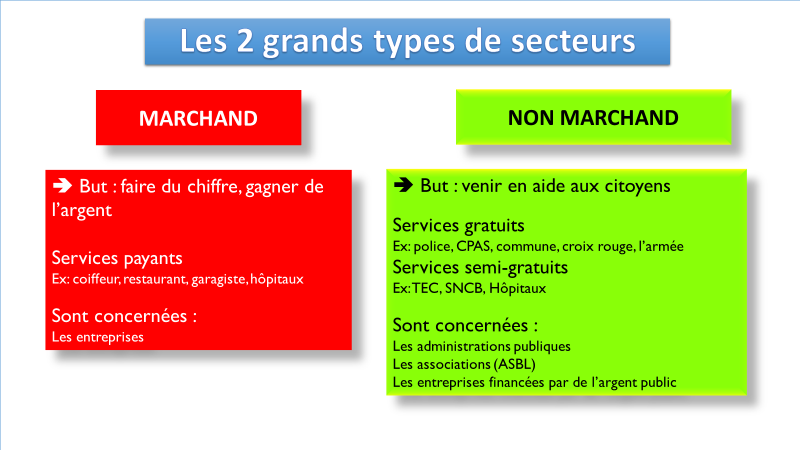 Les 2 grands types de secteurs
MARCHAND
➔ But : faire du chiffre, gagner de
l'argent
Services payants
Ex: coiffeur, restaurant, garagiste, hôpitaux
Sont concernées :
Les entreprises
NON MARCHAND
➔ But : venir en aide aux citoyens
Services gratuits
Ex: police, CPAS, commune, croix rouge, l'armée
Services semi-gratuits
Ex: TEC, SNCB, Hôpitaux
Sont concernées :
Les administrations publiques
Les associations (ASBL)
Les entreprises financées par de l'argent public